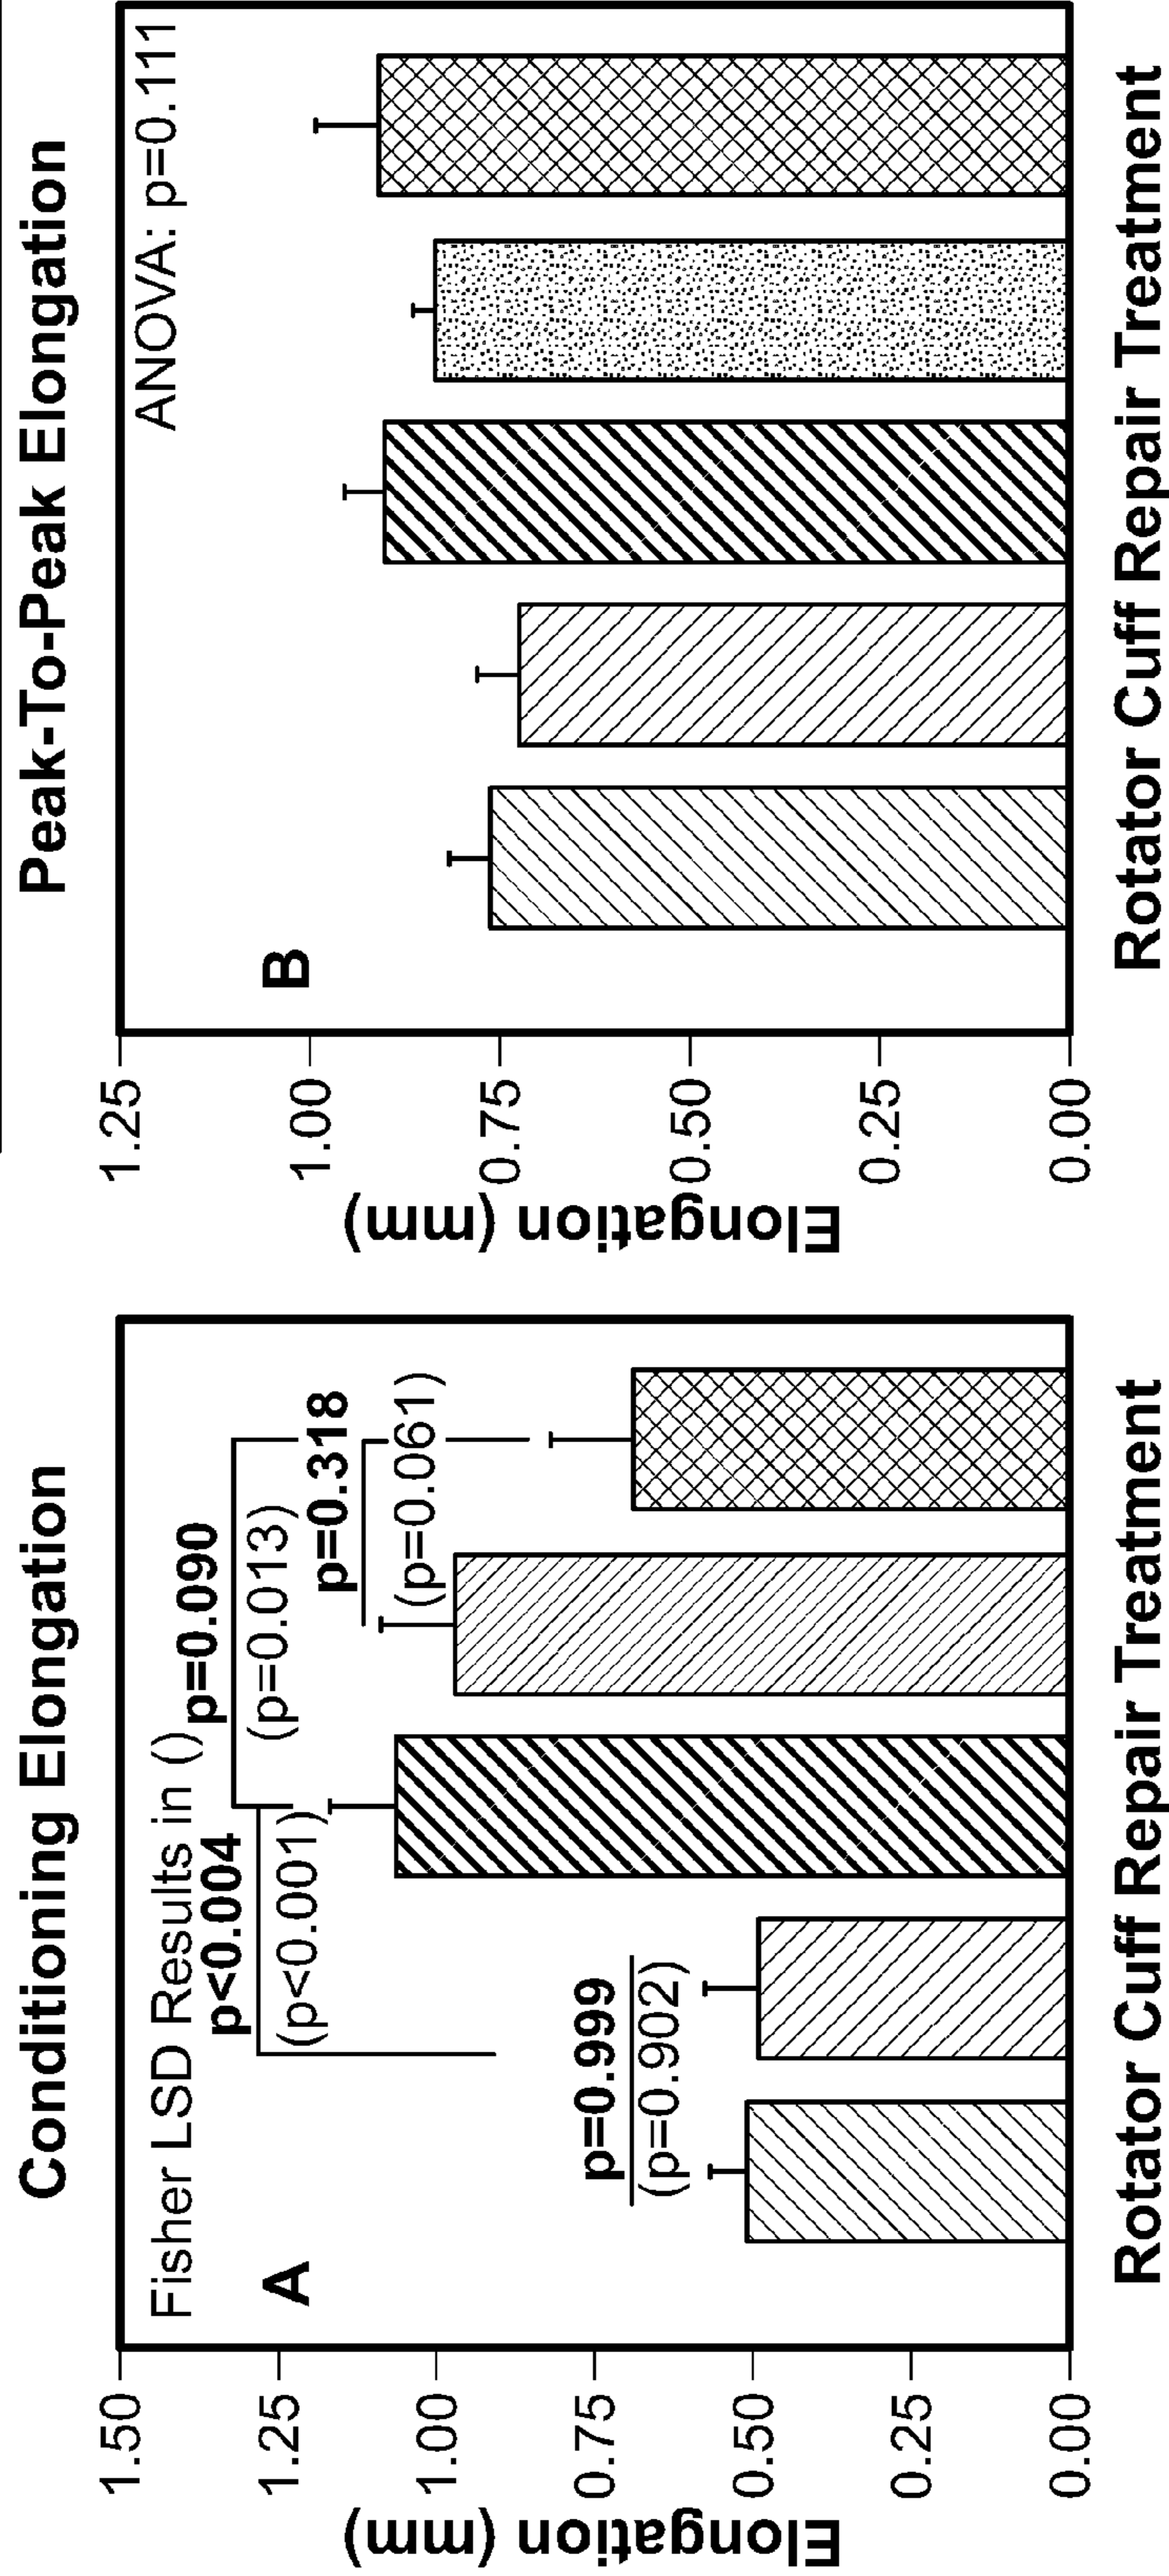 Conditioning Elongation
Elongation (mm)
1.50
1.25
1.00
0.75
0.50
0.25
0.00
Fisher LSD Results in ()
A
p<0.004
(p<0.001)
p=0.090
(p=0.013)
p=0.318
(p=0.061)
p=0.999
(p=0.902)
Rotator Cuff Repair Treatment
Peak-To-Peak Elongation
Elongation (mm)
1.25
1.00
0.75
0.50
0.25
0.00
ANOVA: p=0.111
B
Rotator Cuff Repair Treatment